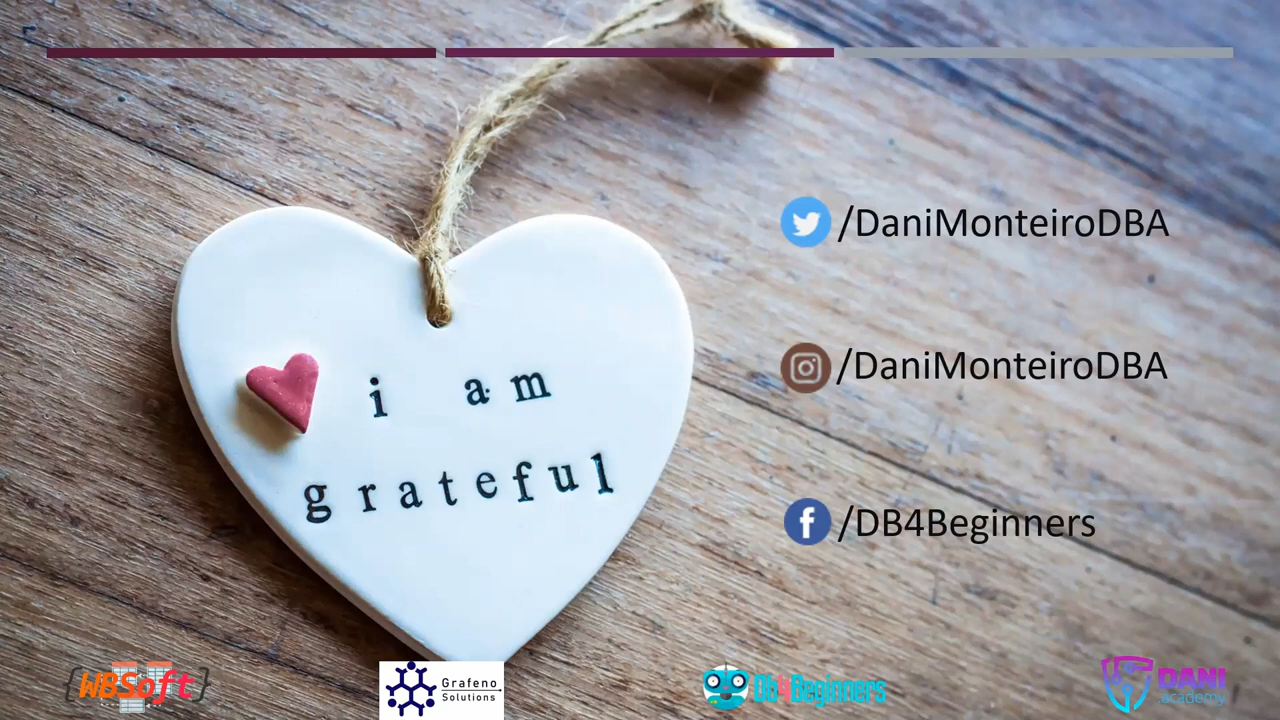 i am
grateful
/DaniMonteiroDBA
/DaniMonteiroDBA
/DB4Beginners
WBSoft
Grafeno
Solutions
Db4Beginners
DANI
.academy